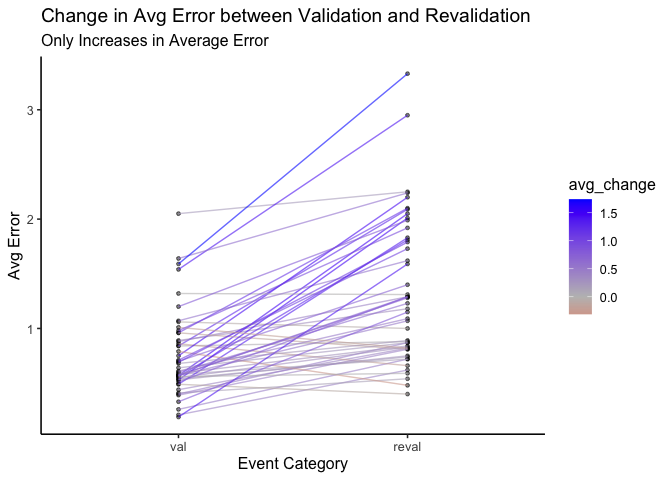 Change in Avg Error between Validation and Revalidation
Only Increases in Average Error
Avg Error
3
2
1
val
reval
Event Category
avg_change
1.5
1.0
0.5
0.0